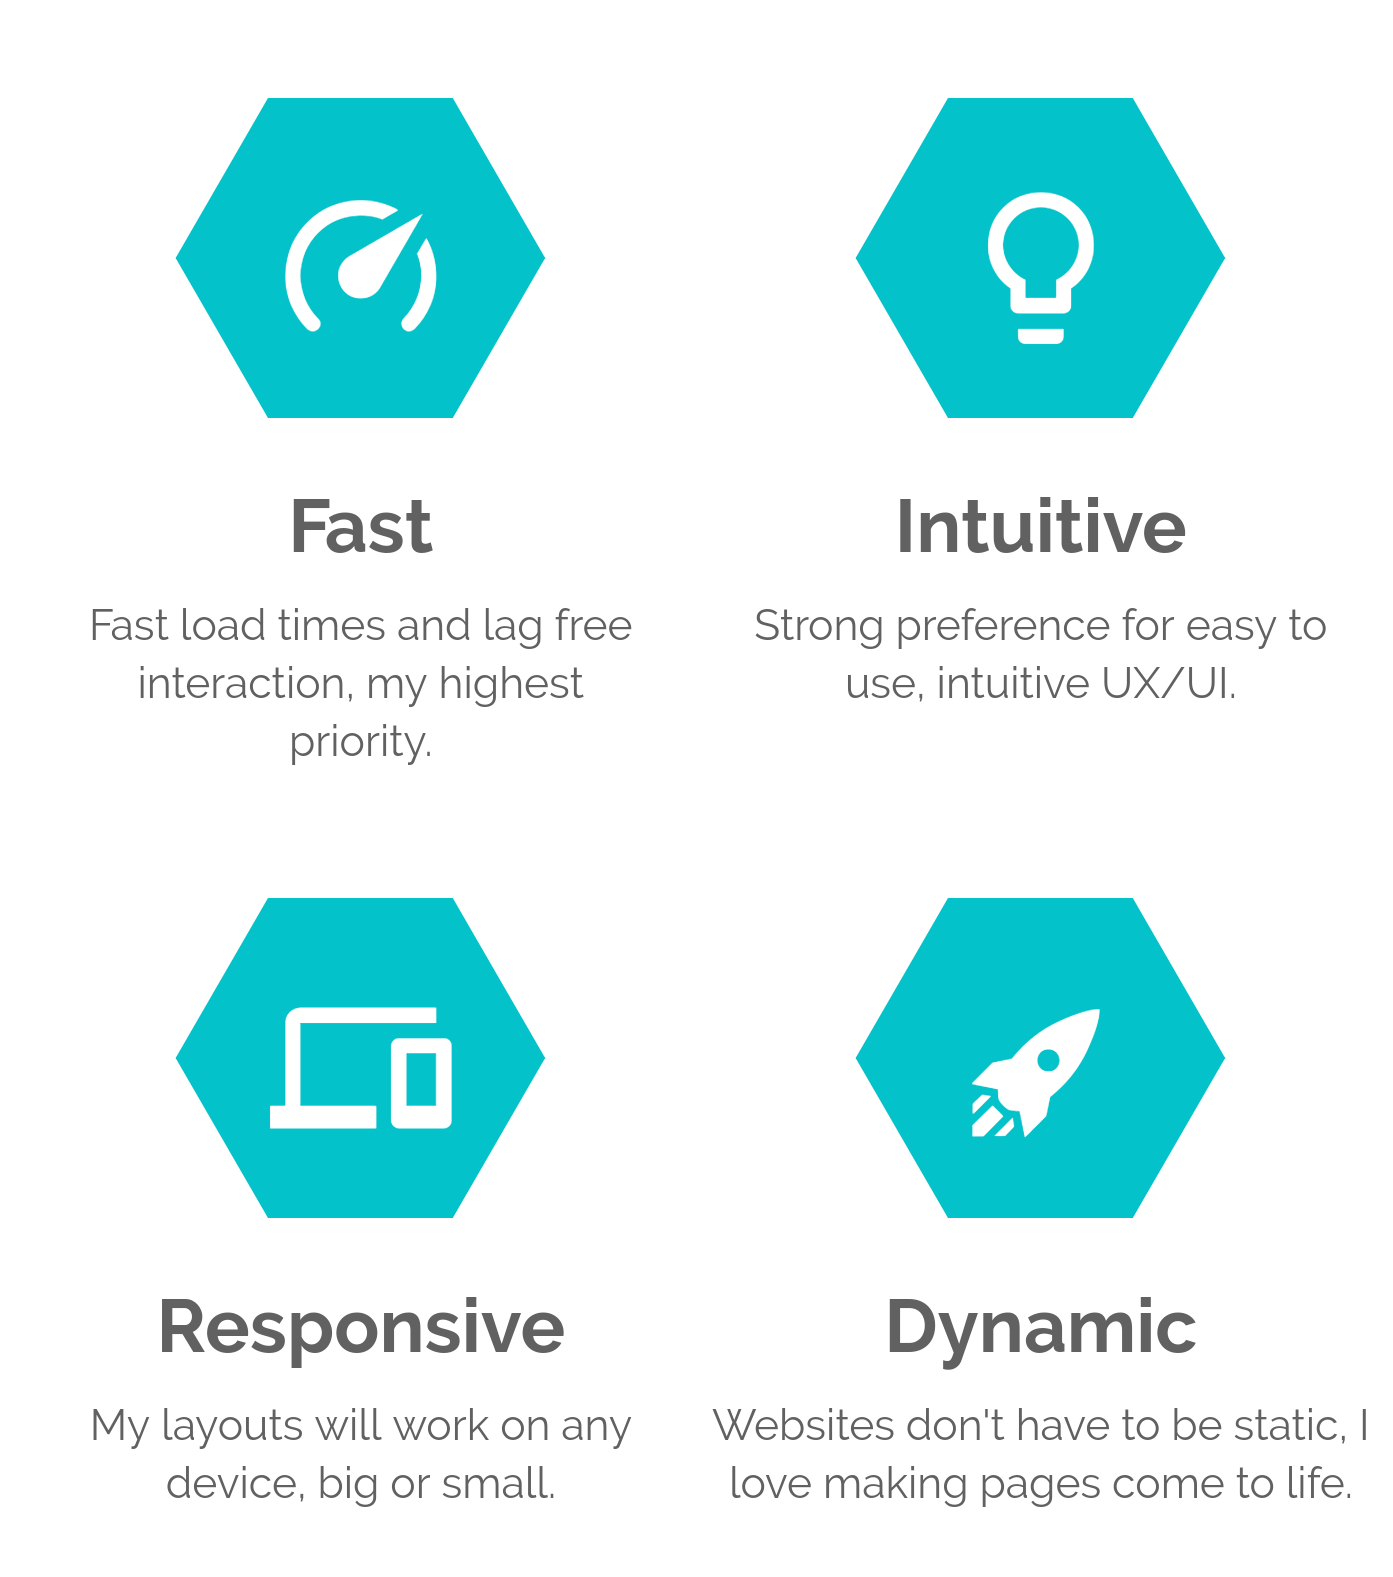 Fast
Fast load times and lag free
interaction, my highest
priority.
Intuitive
Strong preference for easy to
use, intuitive UX/UI.
Responsive
My layouts will work on any
device, big or small.
Dynamic
Websites don't have to be static, I
love making pages come to life.